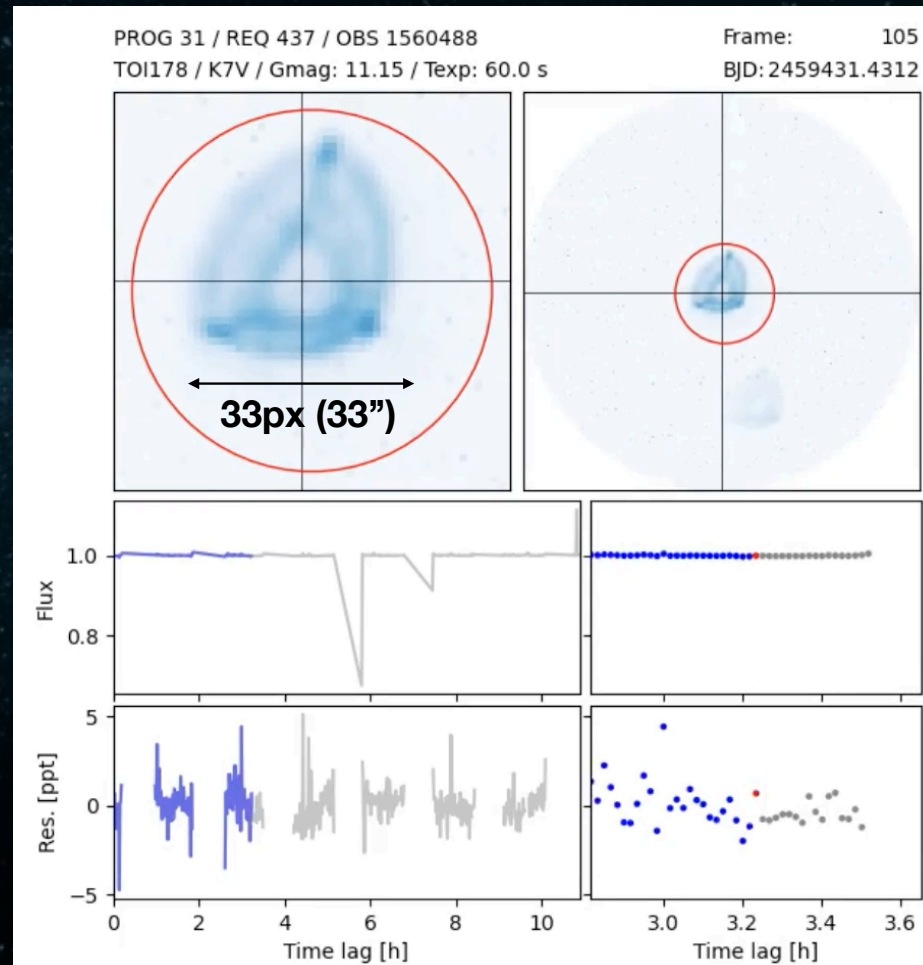 PROG 31 / REQ 437 / OBS 1560488
Frame: 105
TOI178 / K7V / Gmag: 11.15 / Texp: 60.0 s
BJD: 2459431.4312
33px (33”)
Flux
1.0
0.8
Res. [ppt]
5
0
−5
0 2 4 6 8 10
Time lag [h]
3.0 3.2 3.4 3.6
Time lag [h]